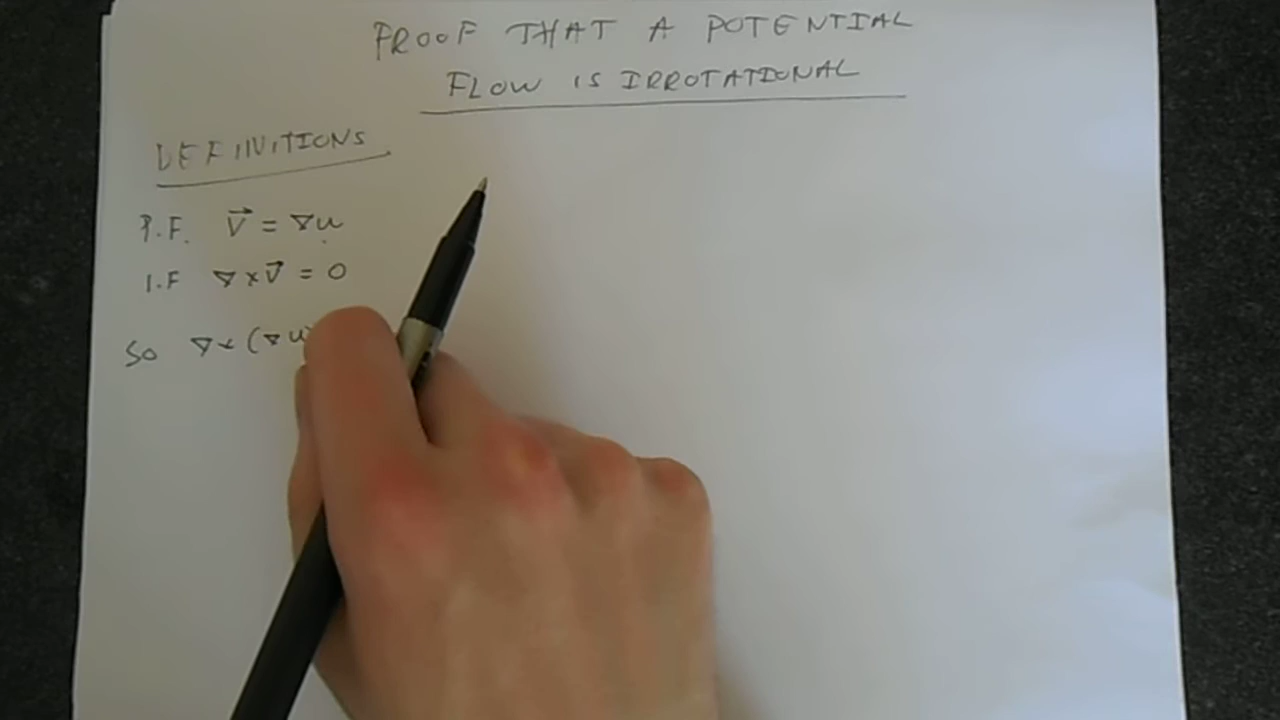 PROOF THAT A POTENTIAL
FLOW IS IRROTATIONAL
DEFINITIONS
P.F. V⃗ = ∇u
I.F ∇×V⃗ = 0
So ∇×(∇u)